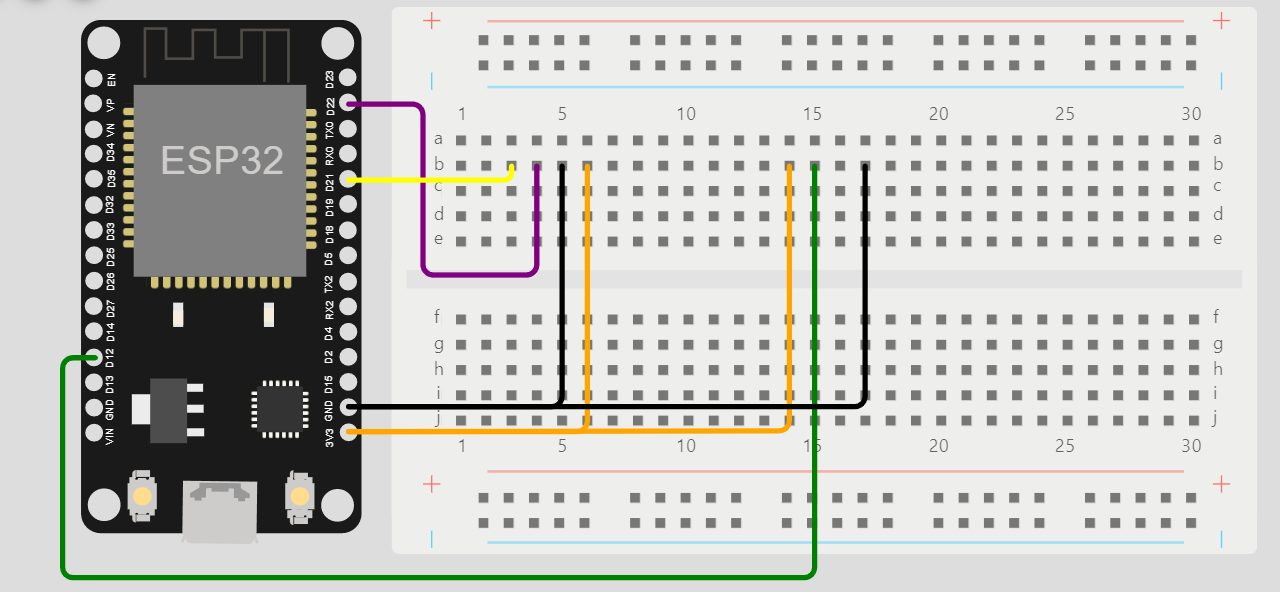 ESP32
EN
VP
VN
D34
D35
D32
D33
D25
D26
D27
D14
D12
D13
GND
VIN
D23
D22
TX0
RX0
D21
D19
D18
D5
TX2
RX2
D4
D2
D15
GND
3V3
+ +
1 5 10 15 20 25 30
a a
b b
c c
d d
e e
f f
g g
h h
i i
j j
1 5 10 15 20 25 30
+ +